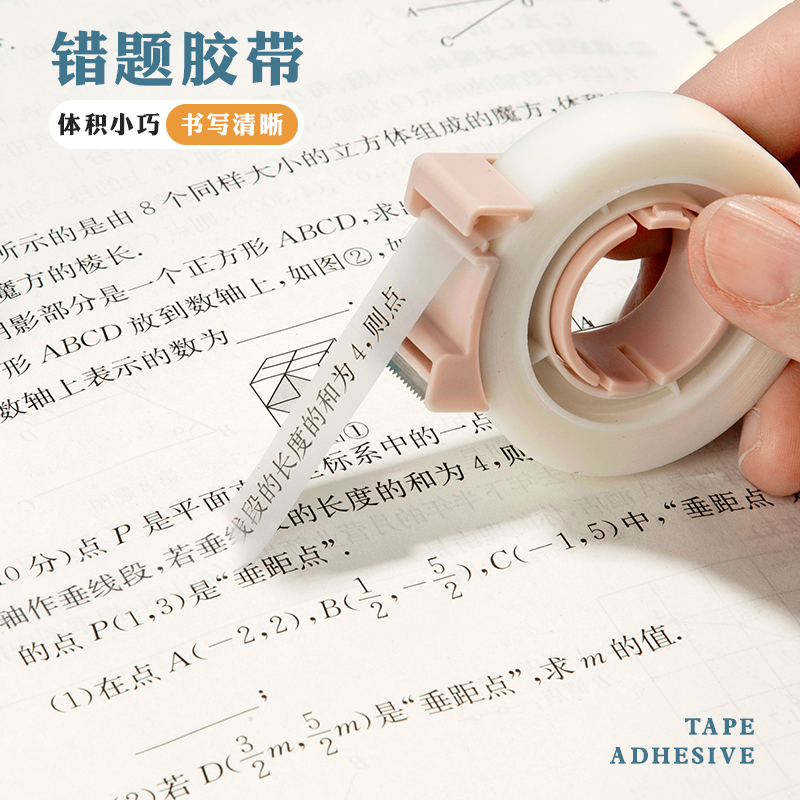 错题胶带
体积小巧 书写清晰
A
C
O
所示的是由 8 个同样大小的立方体组成的魔方,体积
魔方的棱长.
阴影部分是一个正方形 ABCD,求
形 ABCD 放到数轴上,如图②,如
数轴上表示的数为
①
4
段的长度的和为 4,则点
10 分)点 P 是平面 坐标系中的一点
轴作垂线段,若垂线段的长度的和为 4,则
的点 P(1,3)是“垂距点”.
(1)在点 A(-2,2),B(1/2,-5/2),C(-1,5)中,“垂距点
;
(2)若 D(3/2m,5/2m)是“垂距点”,求 m 的值.
TAPE
ADHESIVE